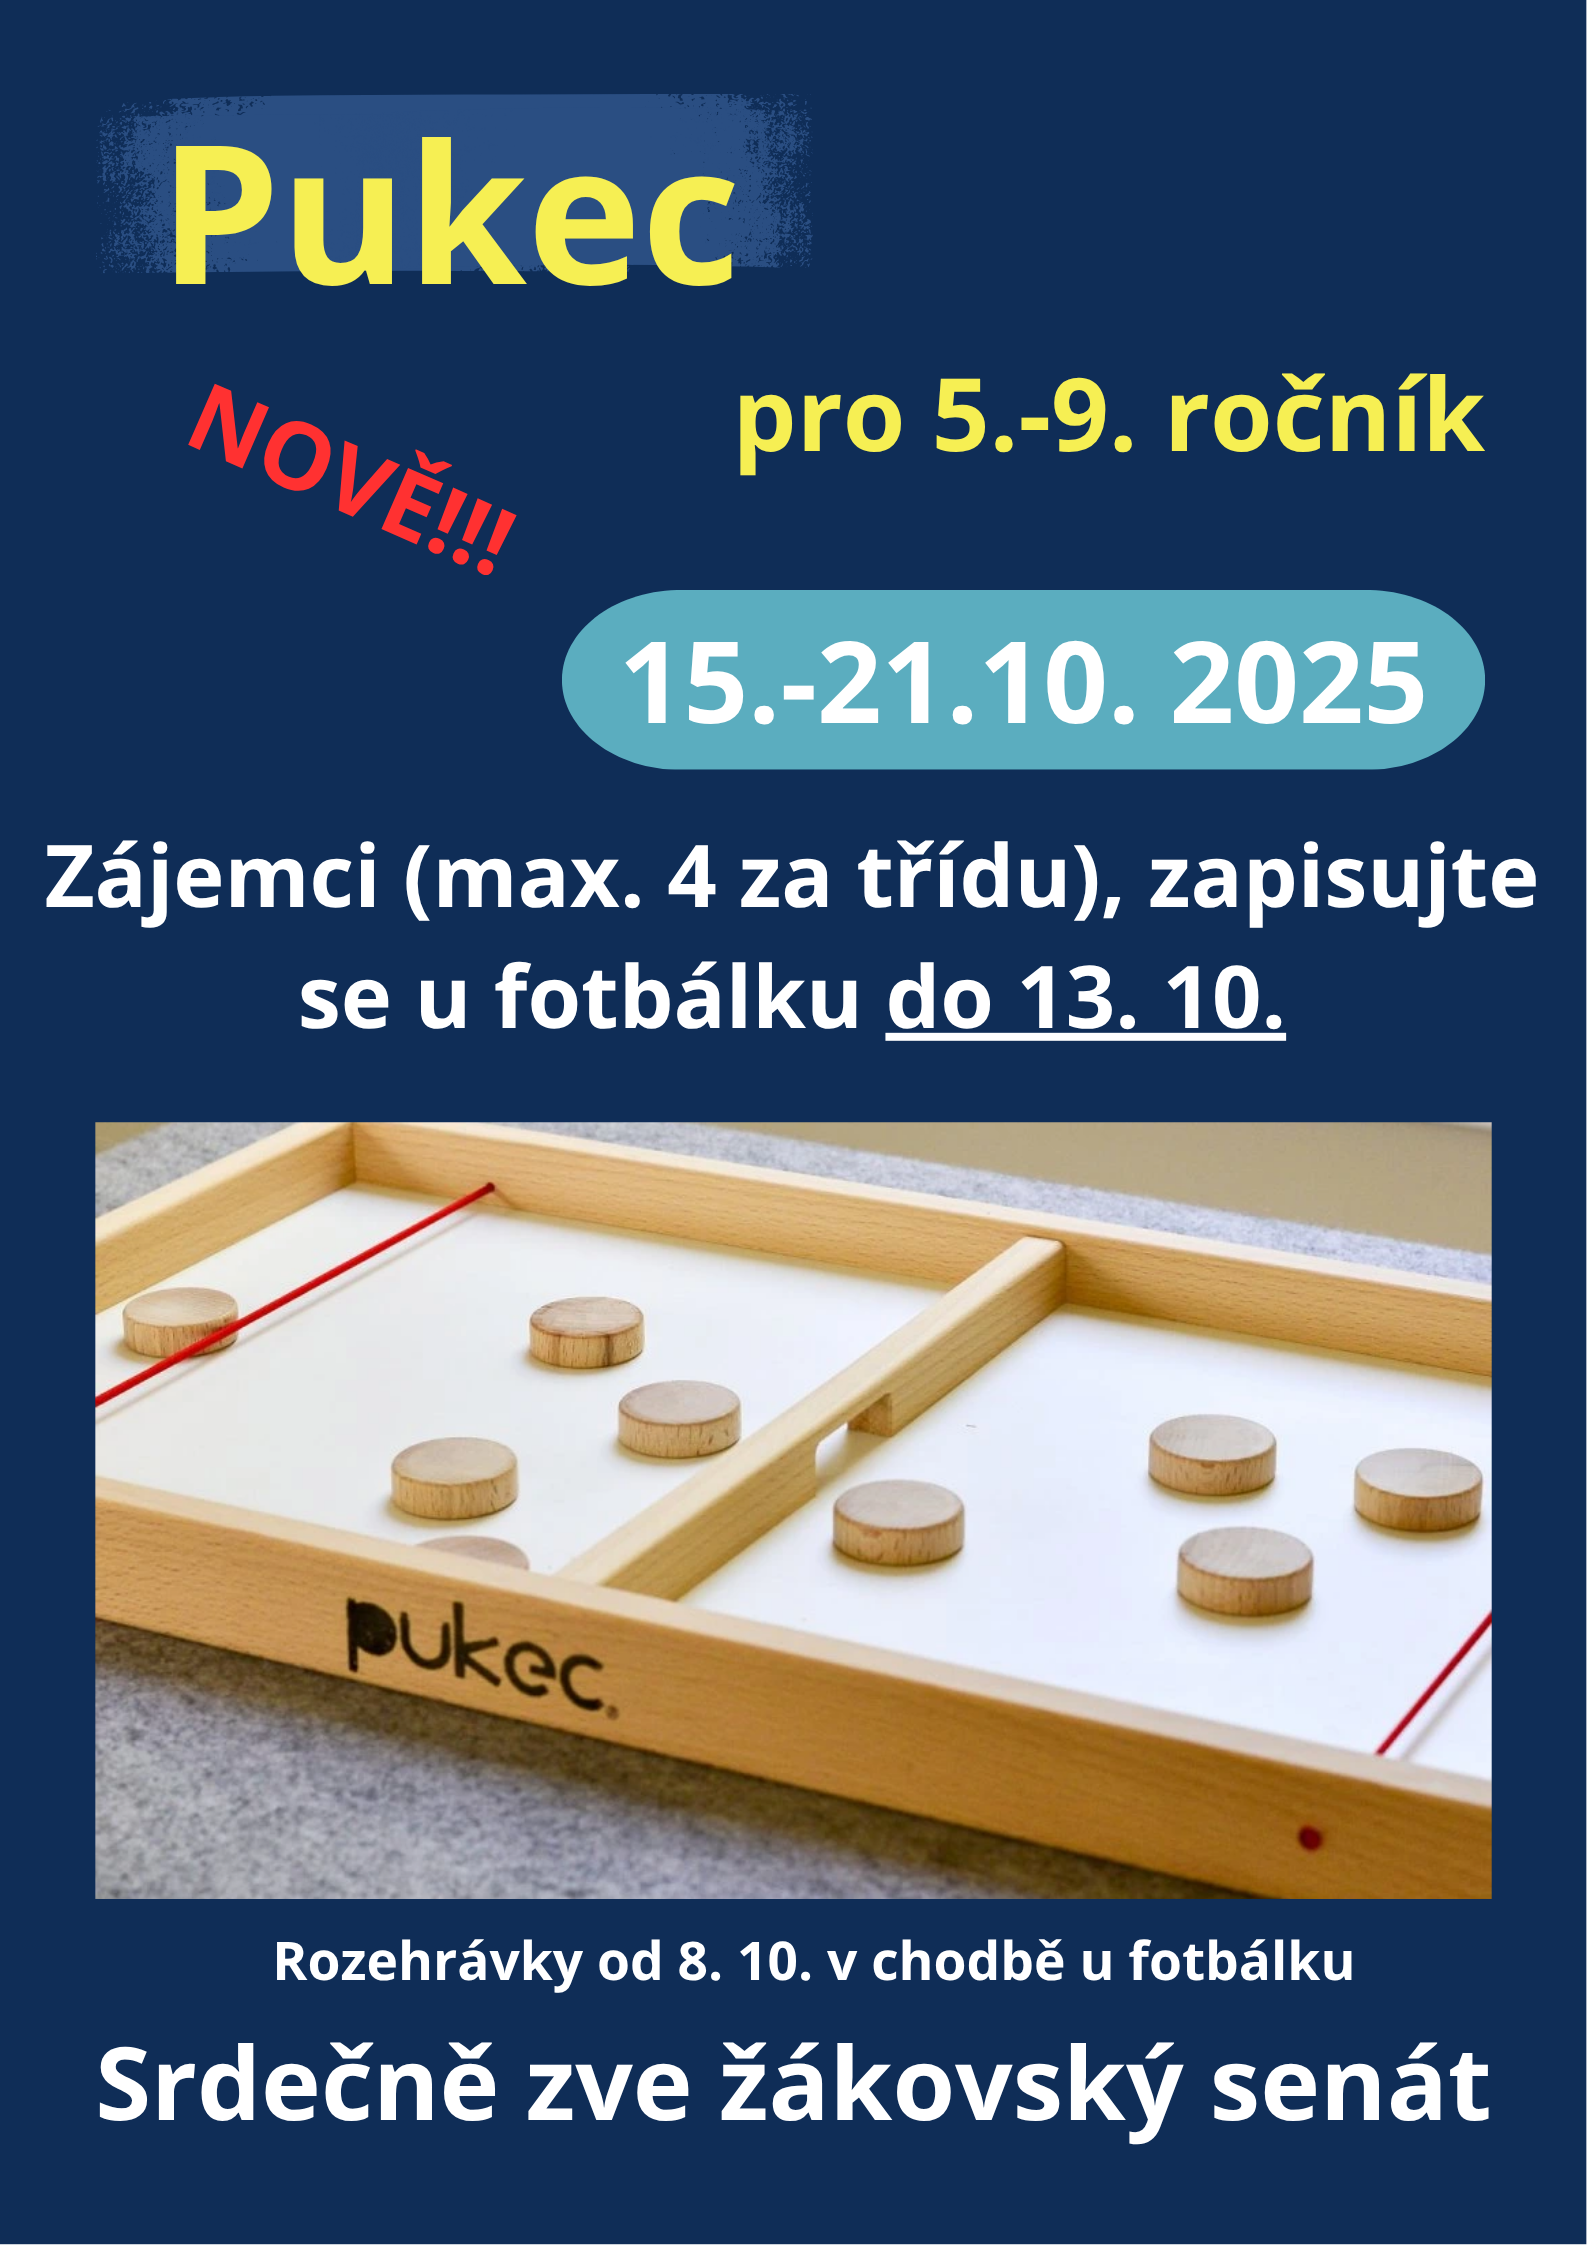 Pukec
NOVĚ!!!
pro 5.-9. ročník
15.-21.10. 2025
Zájemci (max. 4 za třídu), zapisujte
se u fotbálku do 13. 10.
pukec®
Rozehrávky od 8. 10. v chodbě u fotbálku
Srdečně zve žákovský senát